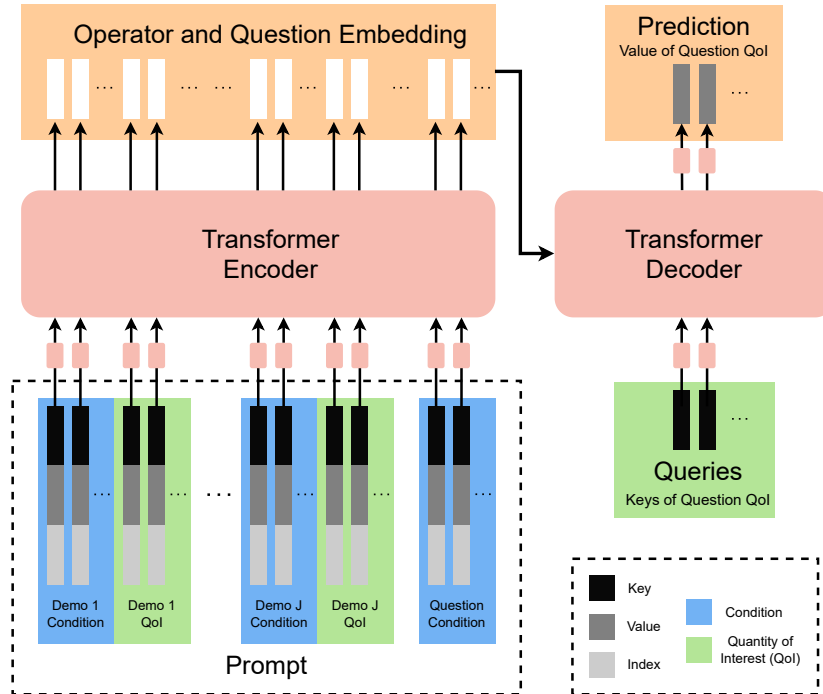 Operator and Question Embedding
... ... ... ... ... ... ...
Prediction
Value of Question QoI
...
Transformer
Encoder
Transformer
Decoder
... ... ... ... ... ...
Demo 1
Condition
Demo 1
QoI
Demo J
Condition
Demo J
QoI
Question
Condition
Prompt
...
Queries
Keys of Question QoI
Key
Value
Index
Condition
Quantity of
Interest (QoI)